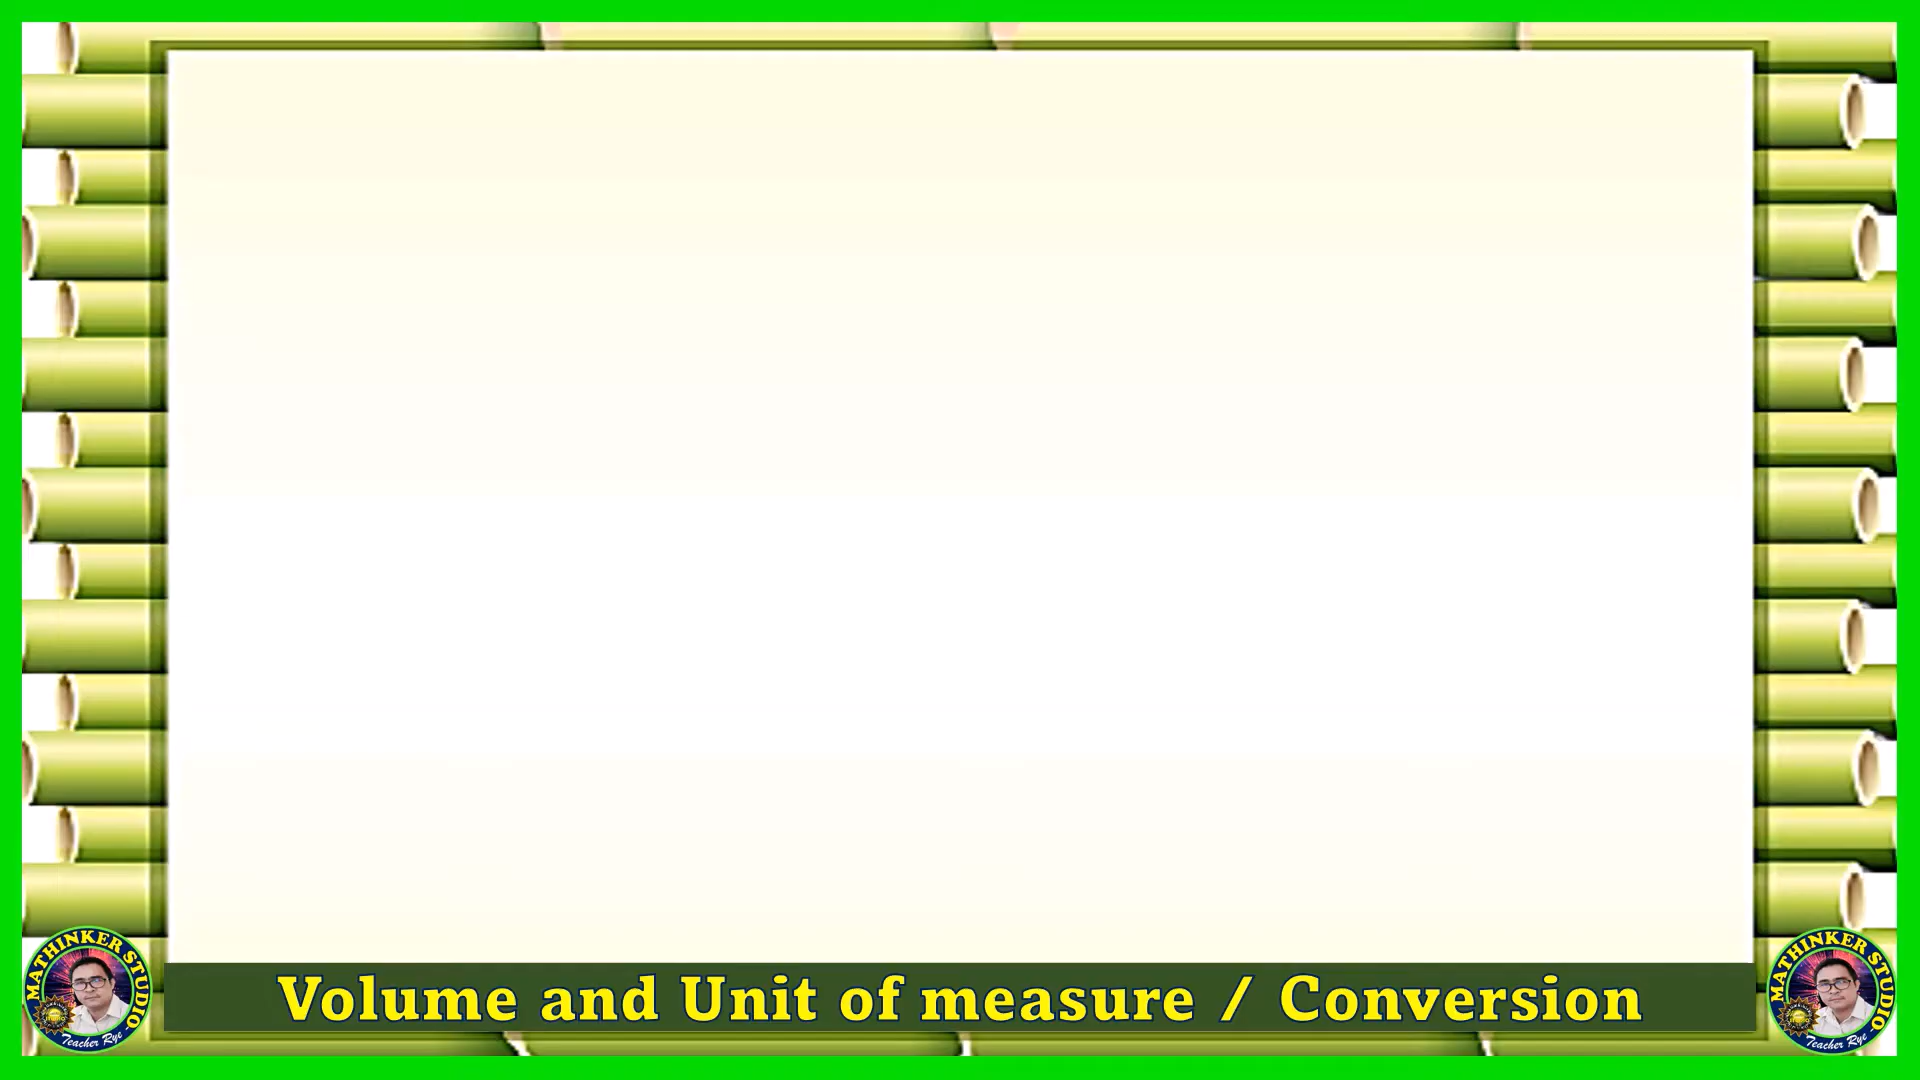 Volume and Unit of measure / Conversion
MATHINKER STUDIO
Teacher Rye
MATHINKER STUDIO
Teacher Rye